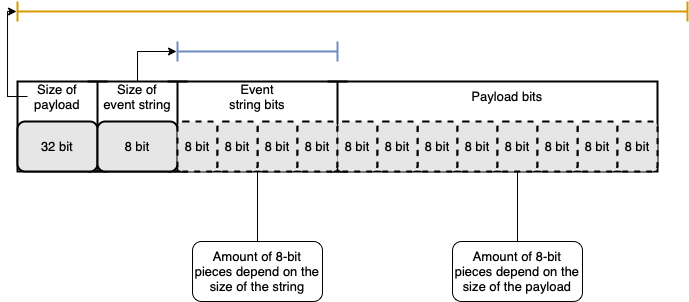 Size of
payload
Size of
event string
Event
string bits
Payload bits
32 bit
8 bit
8 bit
8 bit
8 bit
8 bit
8 bit
8 bit
8 bit
8 bit
8 bit
8 bit
8 bit
8 bit
Amount of 8-bit
pieces depend on the
size of the string
Amount of 8-bit
pieces depend on the
size of the payload